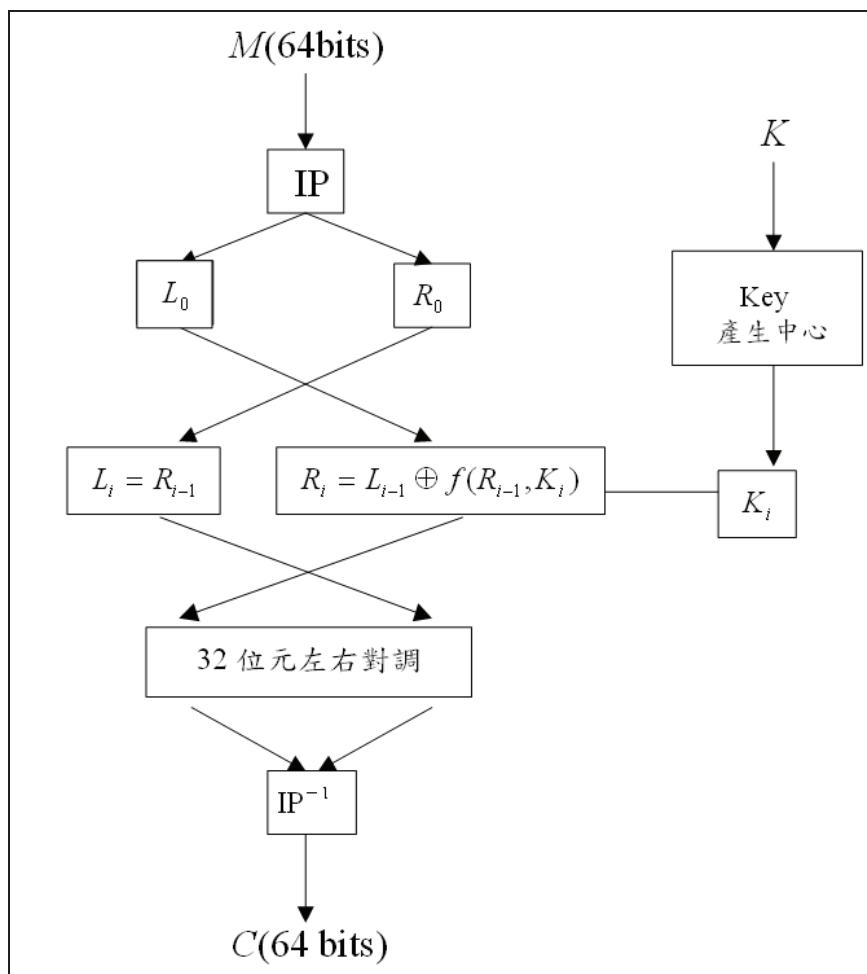 M(64bits)
K
IP
L₀
R₀
Key
產生中心
Lᵢ = Rᵢ₋₁
Rᵢ = Lᵢ₋₁ ⊕ f(Rᵢ₋₁, Kᵢ)
Kᵢ
32 位元左右對調
IP⁻¹
C(64 bits)